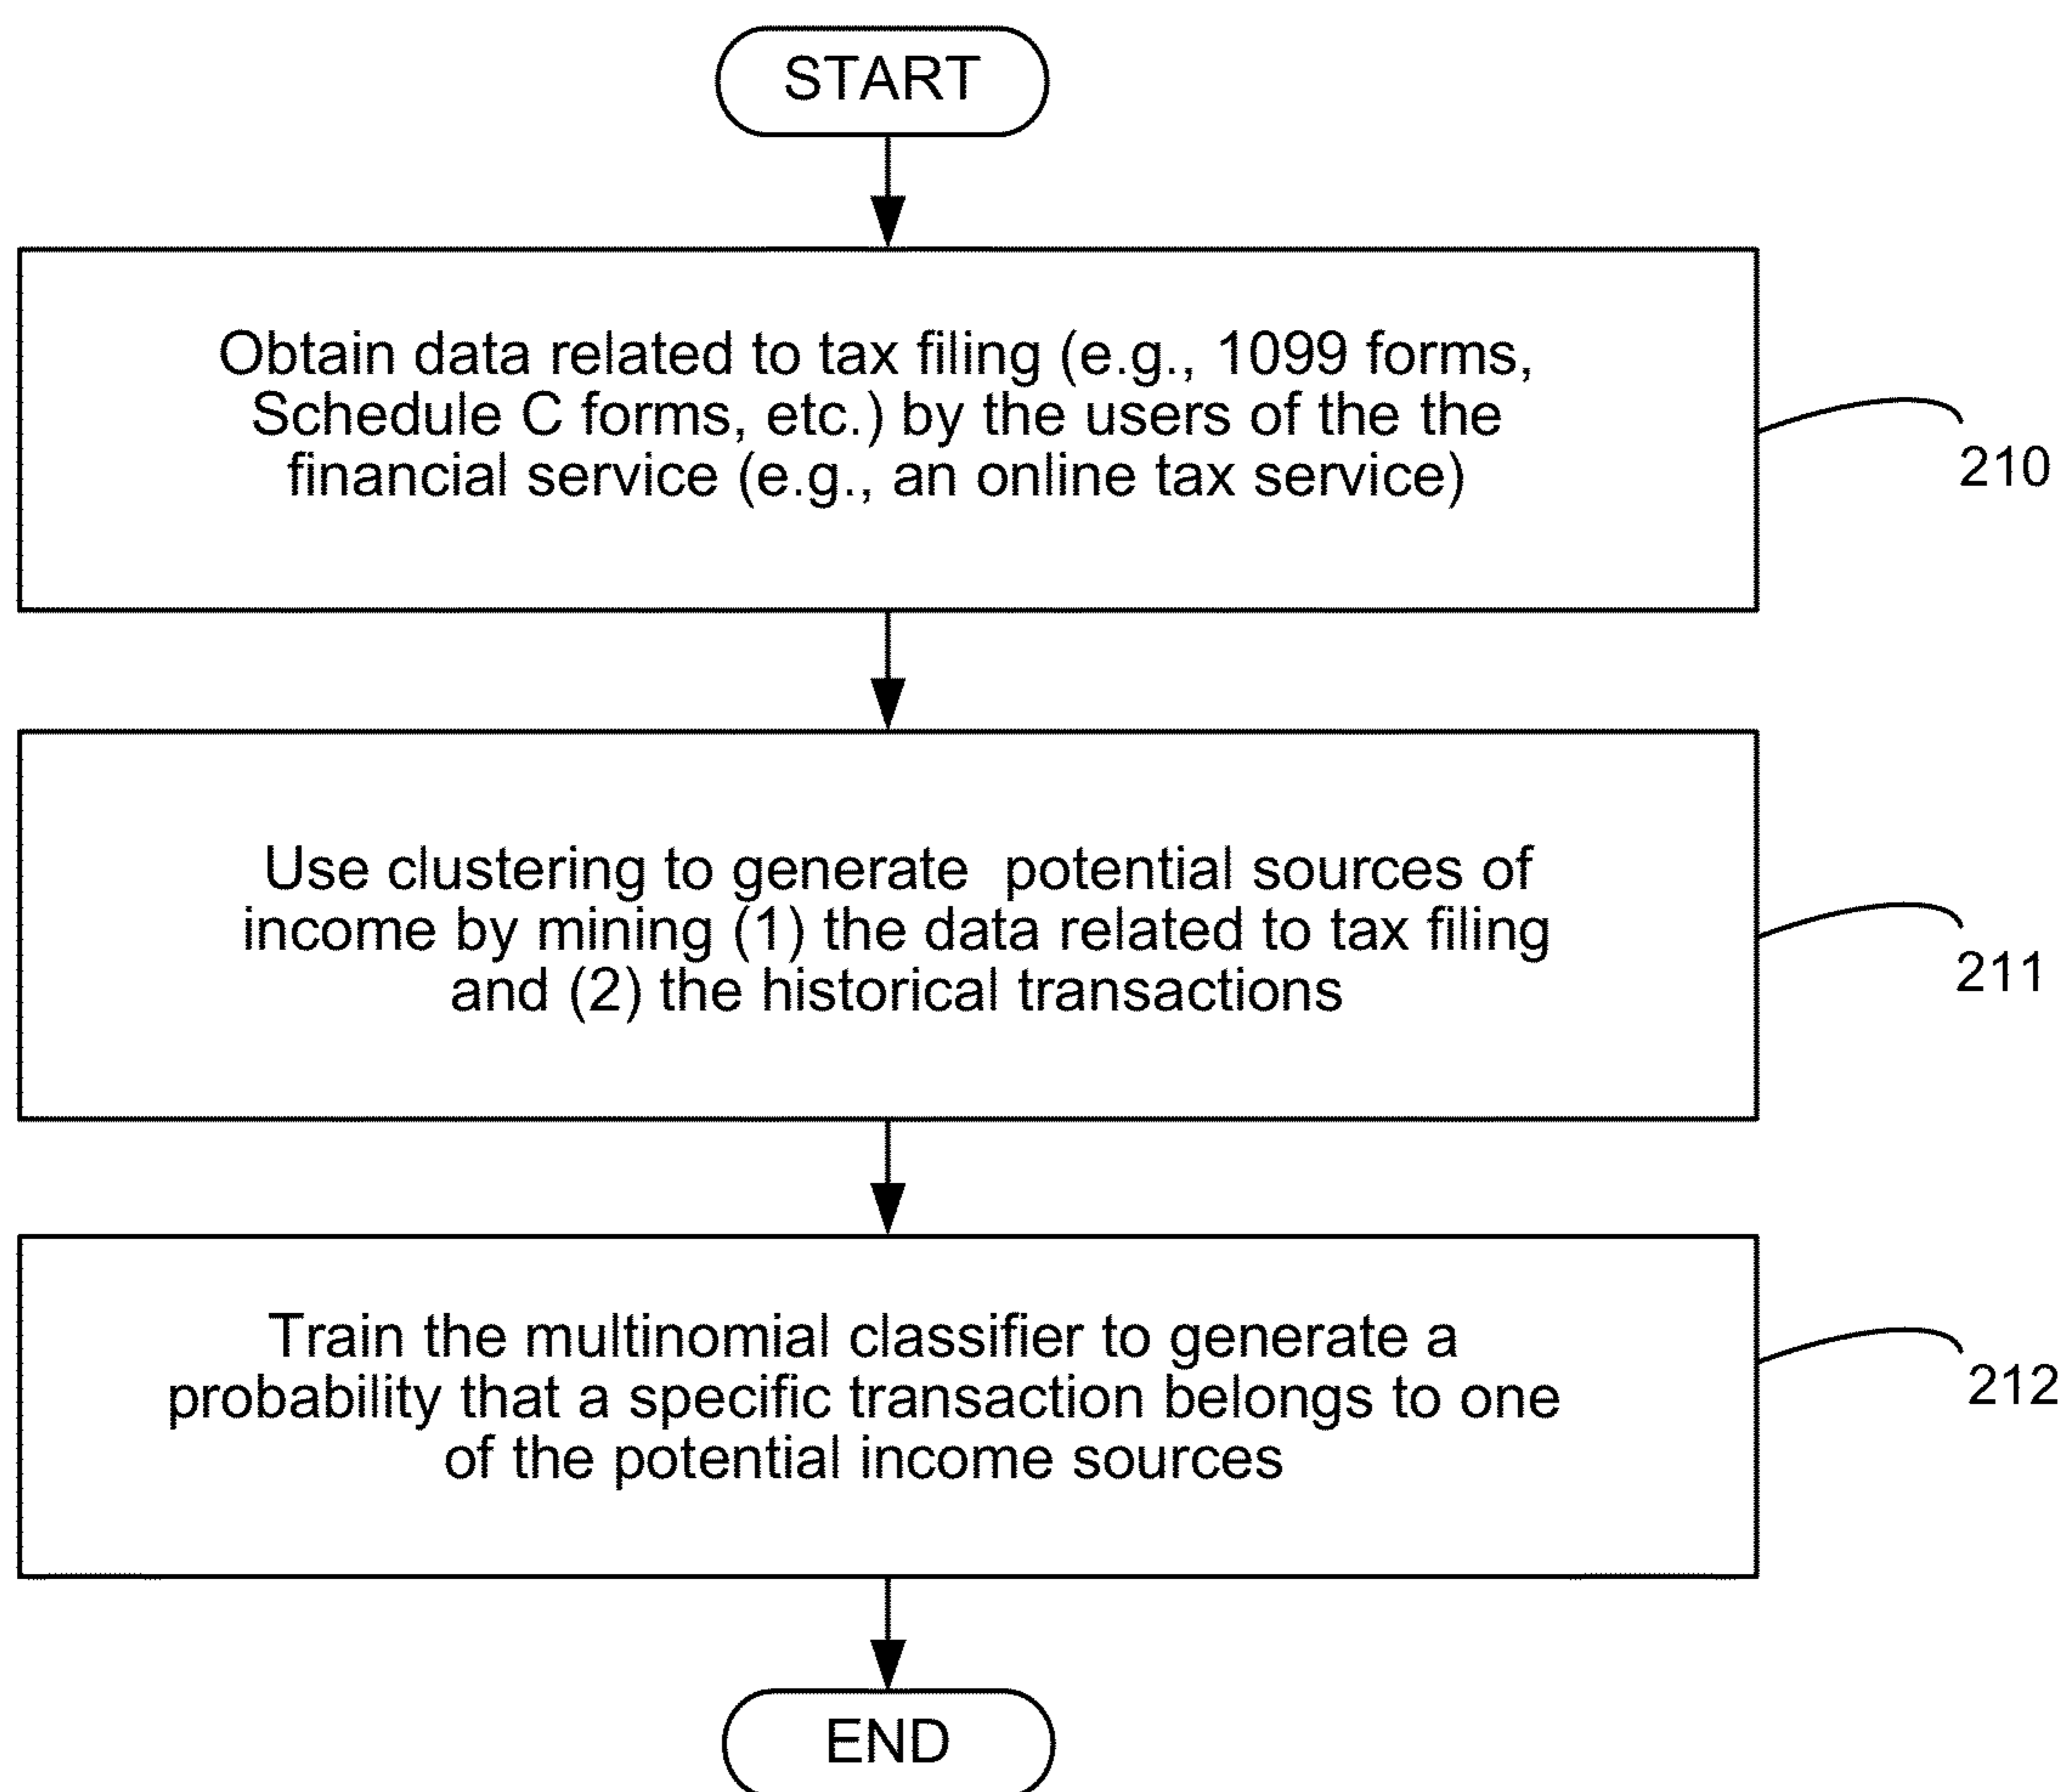 START
Obtain data related to tax filing (e.g., 1099 forms,
Schedule C forms, etc.) by the users of the the
financial service (e.g., an online tax service)
210
Use clustering to generate  potential sources of
income by mining (1) the data related to tax filing
and (2) the historical transactions
211
Train the multinomial classifier to generate a
probability that a specific transaction belongs to one
of the potential income sources
212
END